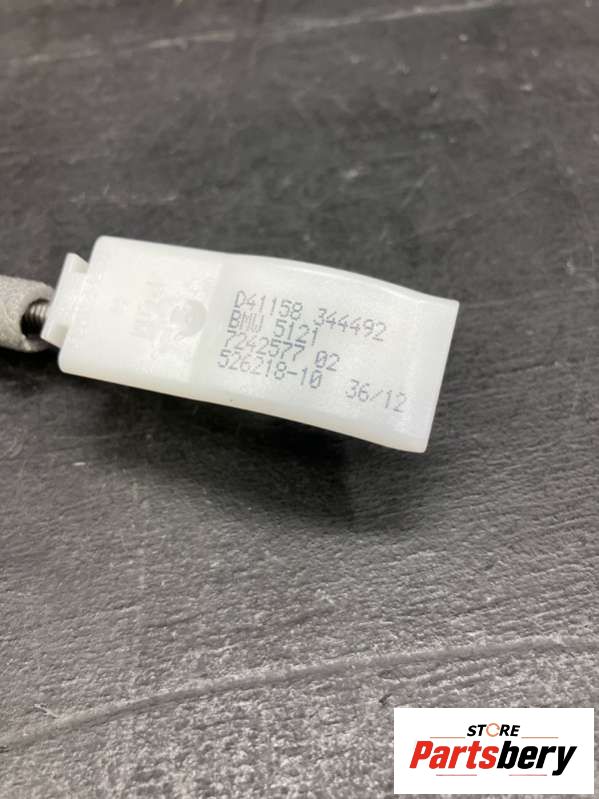 D41158 344492
BMW 5121
7242577 02
526218-10 36/12
STORE
Partsbery